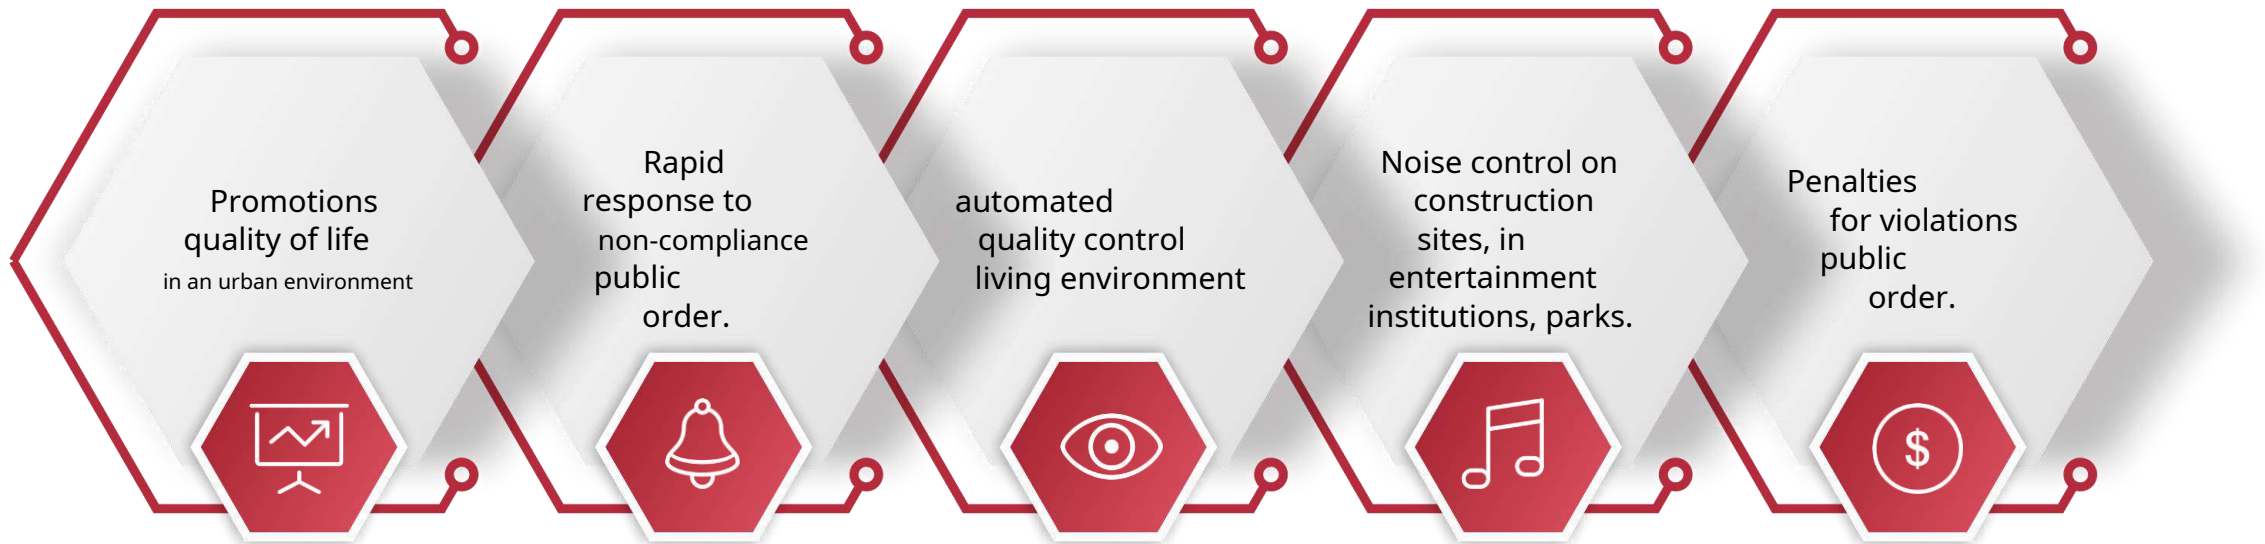 Promotions
quality of life
in an urban environment
Rapid
response to
non-compliance
public
order.
automated
quality control
living environment
Noise control on
construction
sites, in
entertainment
institutions, parks.
Penalties
for violations
public
order.
$